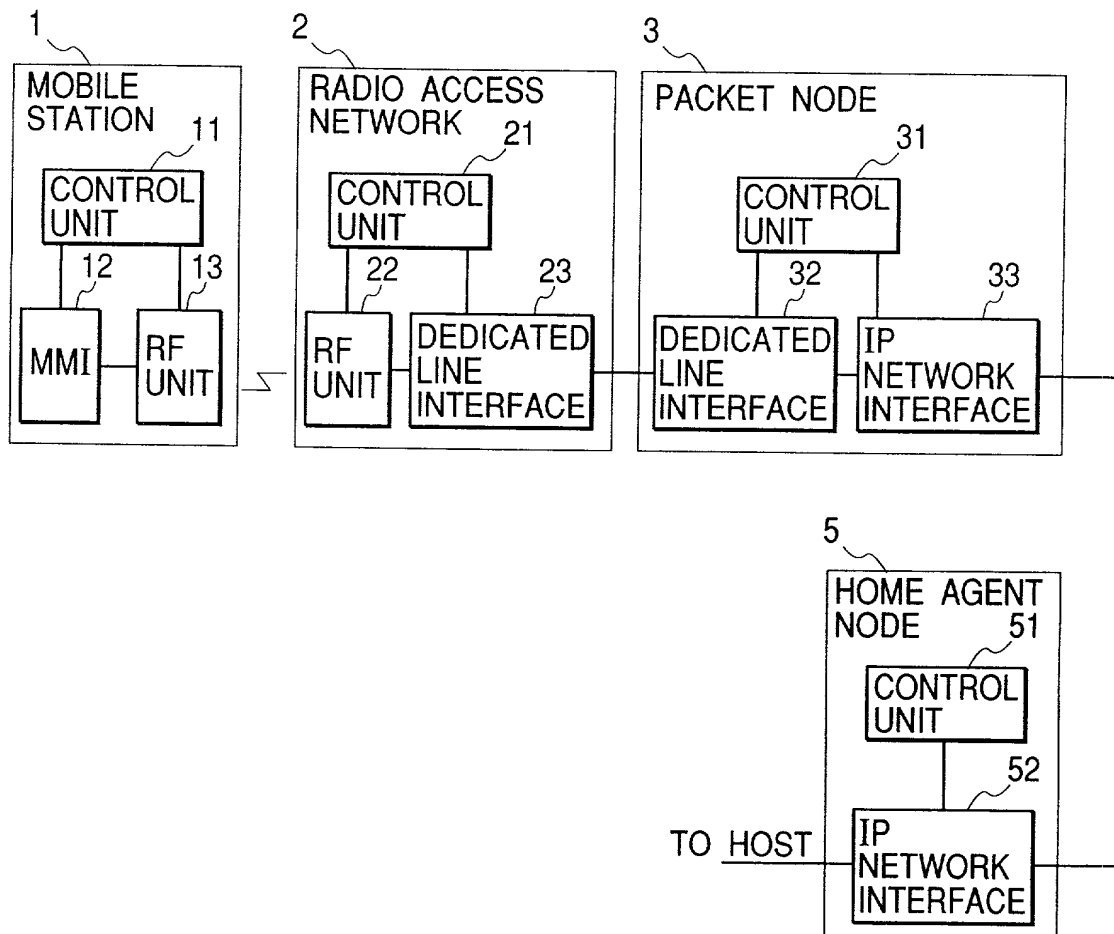 1
MOBILE
STATION
11
CONTROL
UNIT
12
13
MMI
RF
UNIT
2
RADIO ACCESS
NETWORK
21
CONTROL
UNIT
22
23
RF
UNIT
DEDICATED
LINE
INTERFACE
3
PACKET NODE
31
CONTROL
UNIT
32
33
DEDICATED
LINE
INTERFACE
IP
NETWORK
INTERFACE
5
HOME AGENT
NODE
51
CONTROL
UNIT
52
TO HOST
IP
NETWORK
INTERFACE